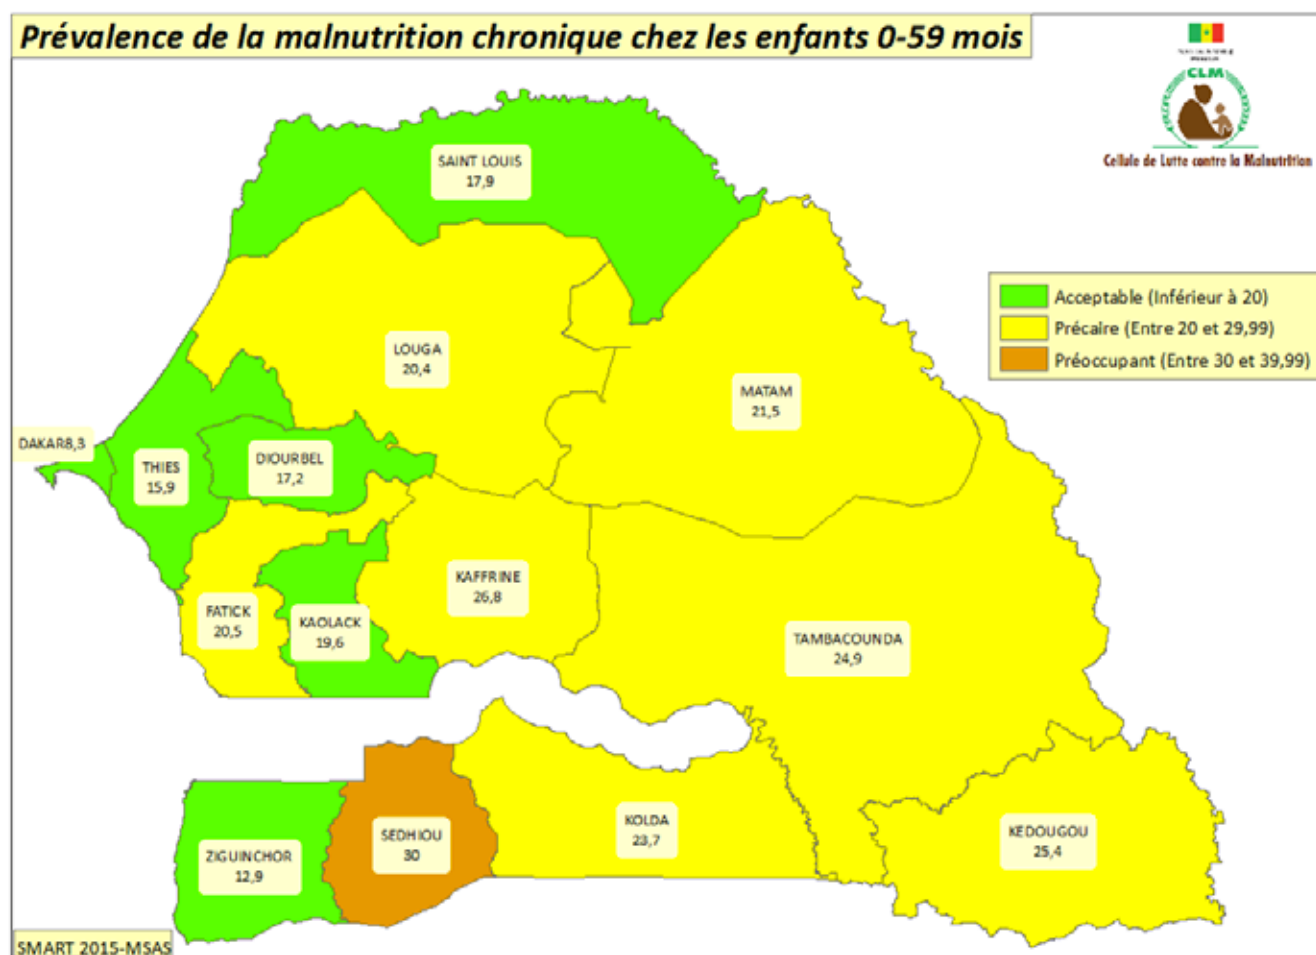 Prévalence de la malnutrition chronique chez les enfants 0-59 mois
CLM
Cellule de Lutte contre la Malnutrition
SAINT LOUIS
17,9
Acceptable (Inférieur à 20)
Précaire (Entre 20 et 29,99)
Préoccupant (Entre 30 et 39,99)
LOUGA
20,4
MATAM
21,5
DAKAR8,3
THIES
15,9
DIOURBEL
17,2
KAFFRINE
26,8
FATICK
20,5
KAOLACK
19,6
TAMBACOUNDA
24,9
ZIGUINCHOR
12,9
SEDHIOU
30
KOLDA
23,7
KEDOUGOU
25,4
SMART 2015-MSAS